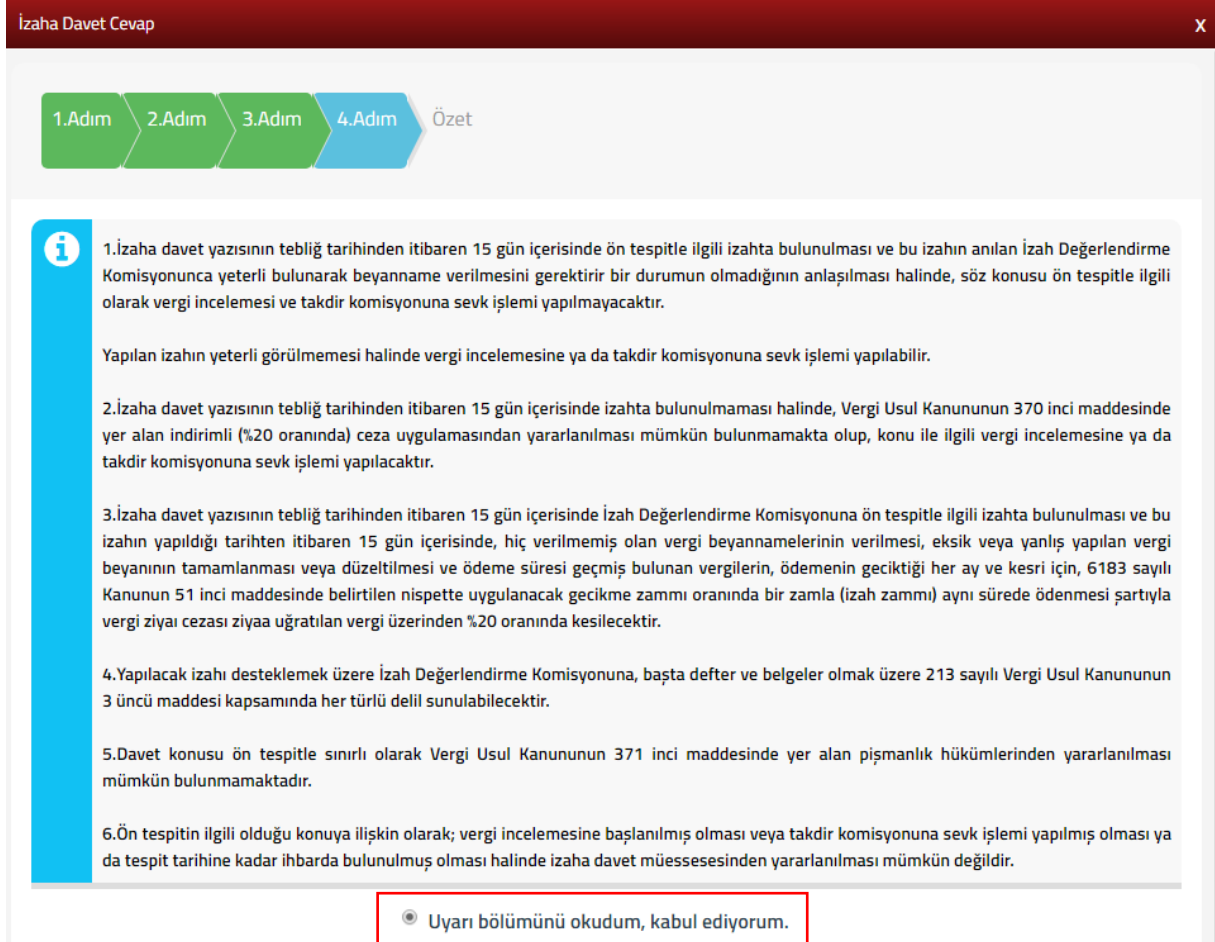 İzaha Davet Cevap
X
1.Adım
2.Adım
3.Adım
4.Adım
Özet
1.İzaha davet yazısının tebliğ tarihinden itibaren 15 gün içerisinde ön tespitle ilgili izahta bulunulması ve bu izahın anılan İzah Değerlendirme
Komisyonunca yeterli bulunarak beyanname verilmesini gerektirir bir durumun olmadığının anlaşılması halinde, söz konusu ön tespitle ilgili
olarak vergi incelemesi ve takdir komisyonuna sevk işlemi yapılmayacaktır.
Yapılan izahın yeterli görülmemesi halinde vergi incelemesine ya da takdir komisyonuna sevk işlemi yapılabilir.
2.İzaha davet yazısının tebliğ tarihinden itibaren 15 gün içerisinde izahta bulunulmaması halinde, Vergi Usul Kanununun 370 inci maddesinde
yer alan indirimli (%20 oranında) ceza uygulamasından yararlanılması mümkün bulunmamakta olup, konu ile ilgili vergi incelemesine ya da
takdir komisyonuna sevk işlemi yapılacaktır.
3.İzaha davet yazısının tebliğ tarihinden itibaren 15 gün içerisinde İzah Değerlendirme Komisyonuna ön tespitle ilgili izahta bulunulması ve bu
izahın yapıldığı tarihten itibaren 15 gün içerisinde, hiç verilmemiş olan vergi beyannamelerinin verilmesi, eksik veya yanlış yapılan vergi
beyanının tamamlanması veya düzeltilmesi ve ödeme süresi geçmiş bulunan vergilerin, ödemenin geciktiği her ay ve kesri için, 6183 sayılı
Kanunun 51 inci maddesinde belirtilen nispette uygulanacak gecikme zammı oranında bir zamla (izah zammı) aynı sürede ödenmesi şartıyla
vergi ziyaı cezası ziyaa uğratılan vergi üzerinden %20 oranında kesilecektir.
4.Yapılacak izahı desteklemek üzere İzah Değerlendirme Komisyonuna, başta defter ve belgeler olmak üzere 213 sayılı Vergi Usul Kanununun
3 üncü maddesi kapsamında her türlü delil sunulabilecektir.
5.Davet konusu ön tespitle sınırlı olarak Vergi Usul Kanununun 371 inci maddesinde yer alan pişmanlık hükümlerinden yararlanılması
mümkün bulunmamaktadır.
6.Ön tespitin ilgili olduğu konuya ilişkin olarak; vergi incelemesine başlanılmış olması veya takdir komisyonuna sevk işlemi yapılmış olması ya
da tespit tarihine kadar ihbarda bulunulmuş olması halinde izaha davet müessesesinden yararlanılması mümkün değildir.
Uyarı bölümünü okudum, kabul ediyorum.